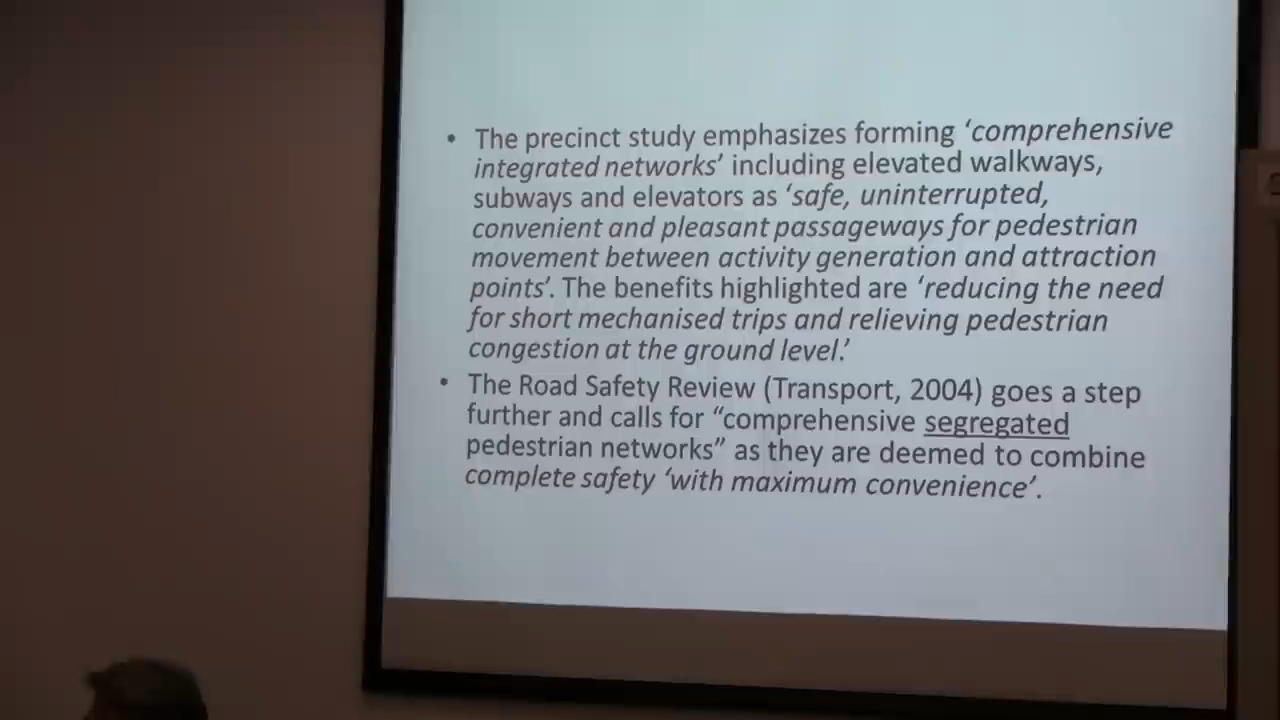 • The precinct study emphasizes forming ‘comprehensive
integrated networks’ including elevated walkways,
subways and elevators as ‘safe, uninterrupted,
convenient and pleasant passageways for pedestrian
movement between activity generation and attraction
points’. The benefits highlighted are ‘reducing the need
for short mechanised trips and relieving pedestrian
congestion at the ground level.’
• The Road Safety Review (Transport, 2004) goes a step
further and calls for “comprehensive segregated
pedestrian networks” as they are deemed to combine
complete safety ‘with maximum convenience’.